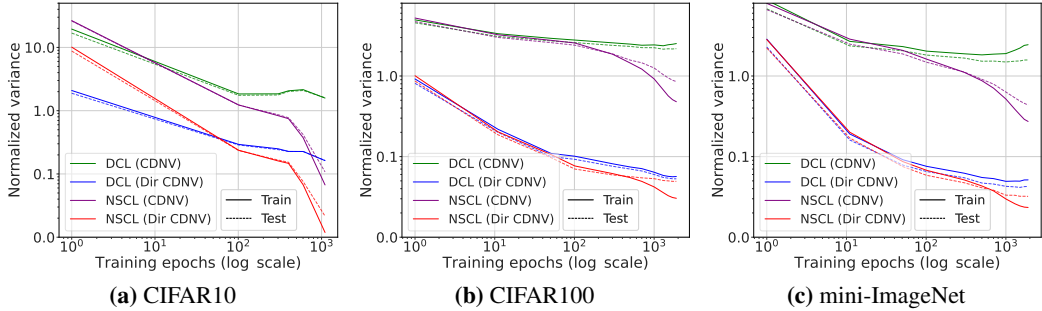 Normalized variance
10.0
1.0
0.1
0.0
DCL (CDNV)
DCL (Dir CDNV)
NSCL (CDNV)
NSCL (Dir CDNV)
Train
Test
10⁰ 10¹ 10² 10³
Training epochs (log scale)
(a) CIFAR10
Normalized variance
1.0
0.1
0.0
DCL (CDNV)
DCL (Dir CDNV)
NSCL (CDNV)
NSCL (Dir CDNV)
Train
Test
10⁰ 10¹ 10² 10³
Training epochs (log scale)
(b) CIFAR100
Normalized variance
1.0
0.1
0.0
DCL (CDNV)
DCL (Dir CDNV)
NSCL (CDNV)
NSCL (Dir CDNV)
Train
Test
10⁰ 10¹ 10² 10³
Training epochs (log scale)
(c) mini-ImageNet